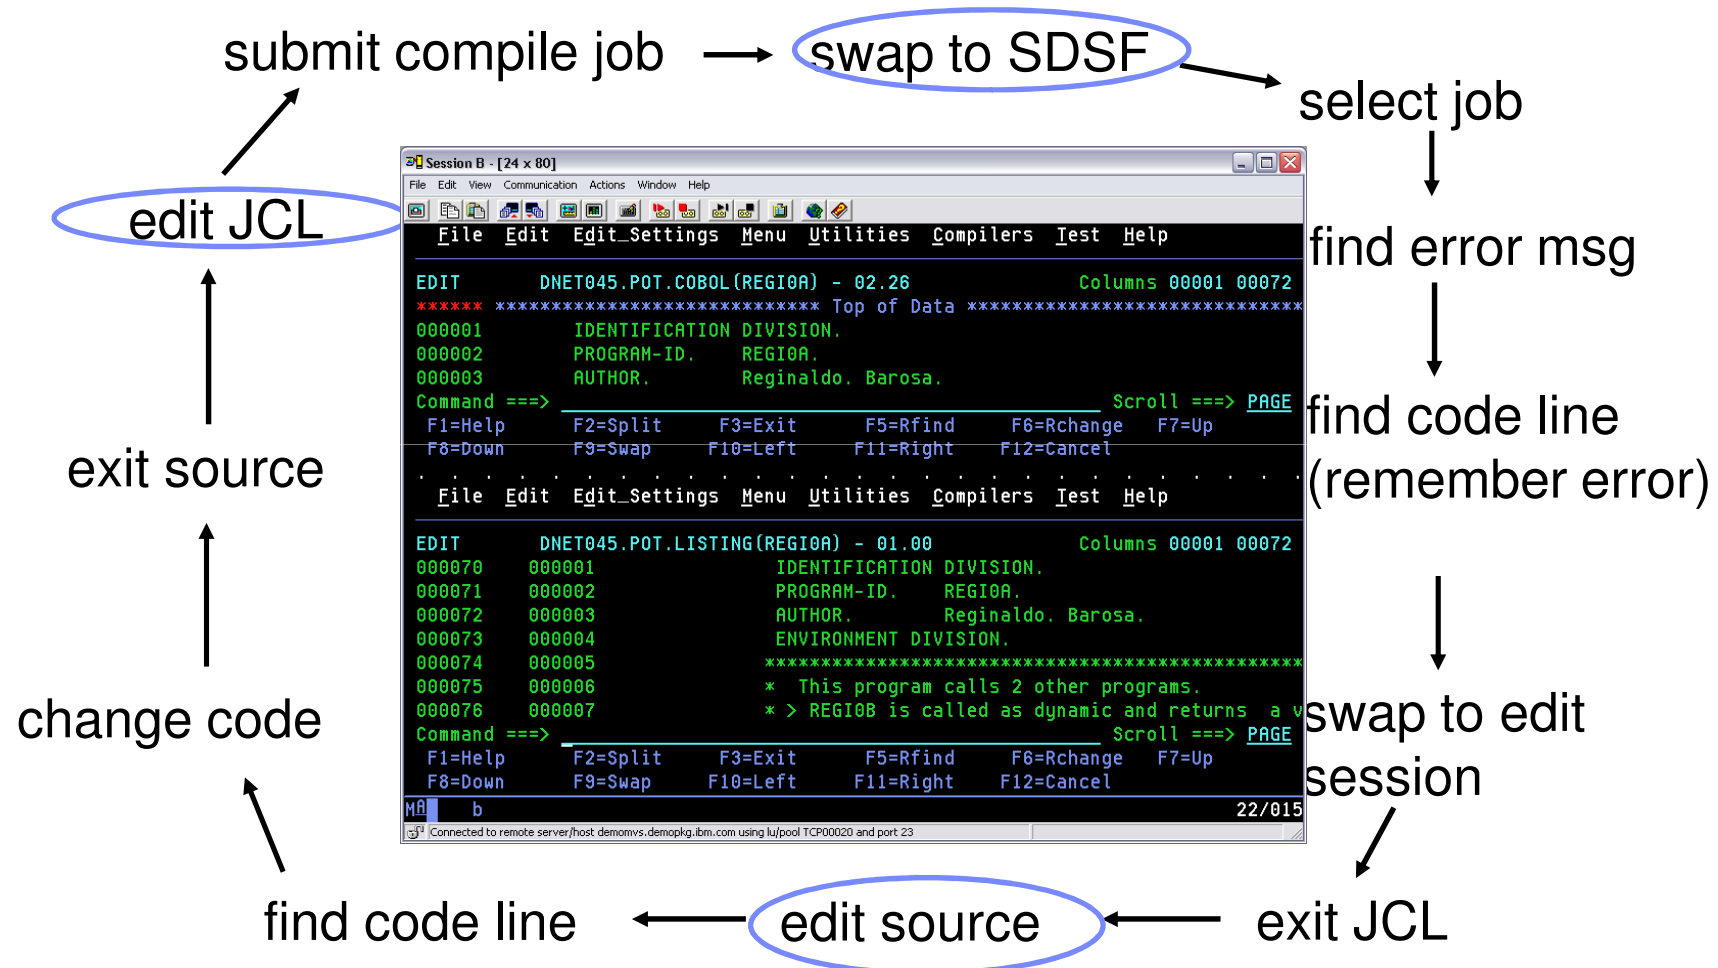 submit compile job
swap to SDSF
select job
find error msg
find code line
(remember error)
swap to edit
session
exit JCL
edit source
find code line
change code
exit source
edit JCL
Session B - [24 x 80]
File Edit View Communication Actions Window Help
File Edit Edit_Settings Menu Utilities Compilers Test Help
EDIT DNET045.POT.COBOL(REGI0A) - 02.26 Columns 00001 00072
****** ***************************** Top of Data ******************************
000001 IDENTIFICATION DIVISION.
000002 PROGRAM-ID. REGI0A.
000003 AUTHOR. Reginaldo. Barosa.
Command ===> Scroll ===> PAGE
F1=Help F2=Split F3=Exit F5=Rfind F6=Rchange F7=Up
F8=Down F9=Swap F10=Left F11=Right F12=Cancel
. . . . . . . . . . . . . . . . . . . . . . . .
File Edit Edit_Settings Menu Utilities Compilers Test Help
EDIT DNET045.POT.LISTING(REGI0A) - 01.00 Columns 00001 00072
000070 000001 IDENTIFICATION DIVISION.
000071 000002 PROGRAM-ID. REGI0A.
000072 000003 AUTHOR. Reginaldo. Barosa.
000073 000004 ENVIRONMENT DIVISION.
000074 000005 ************************************************
000075 000006 * This program calls 2 other programs.
000076 000007 * > REGI0B is called as dynamic and returns a v
Command ===> Scroll ===> PAGE
F1=Help F2=Split F3=Exit F5=Rfind F6=Rchange F7=Up
F8=Down F9=Swap F10=Left F11=Right F12=Cancel
MA b 22/015
Connected to remote server/host demomvs.demopkg.ibm.com using lu/pool TCP00020 and port 23